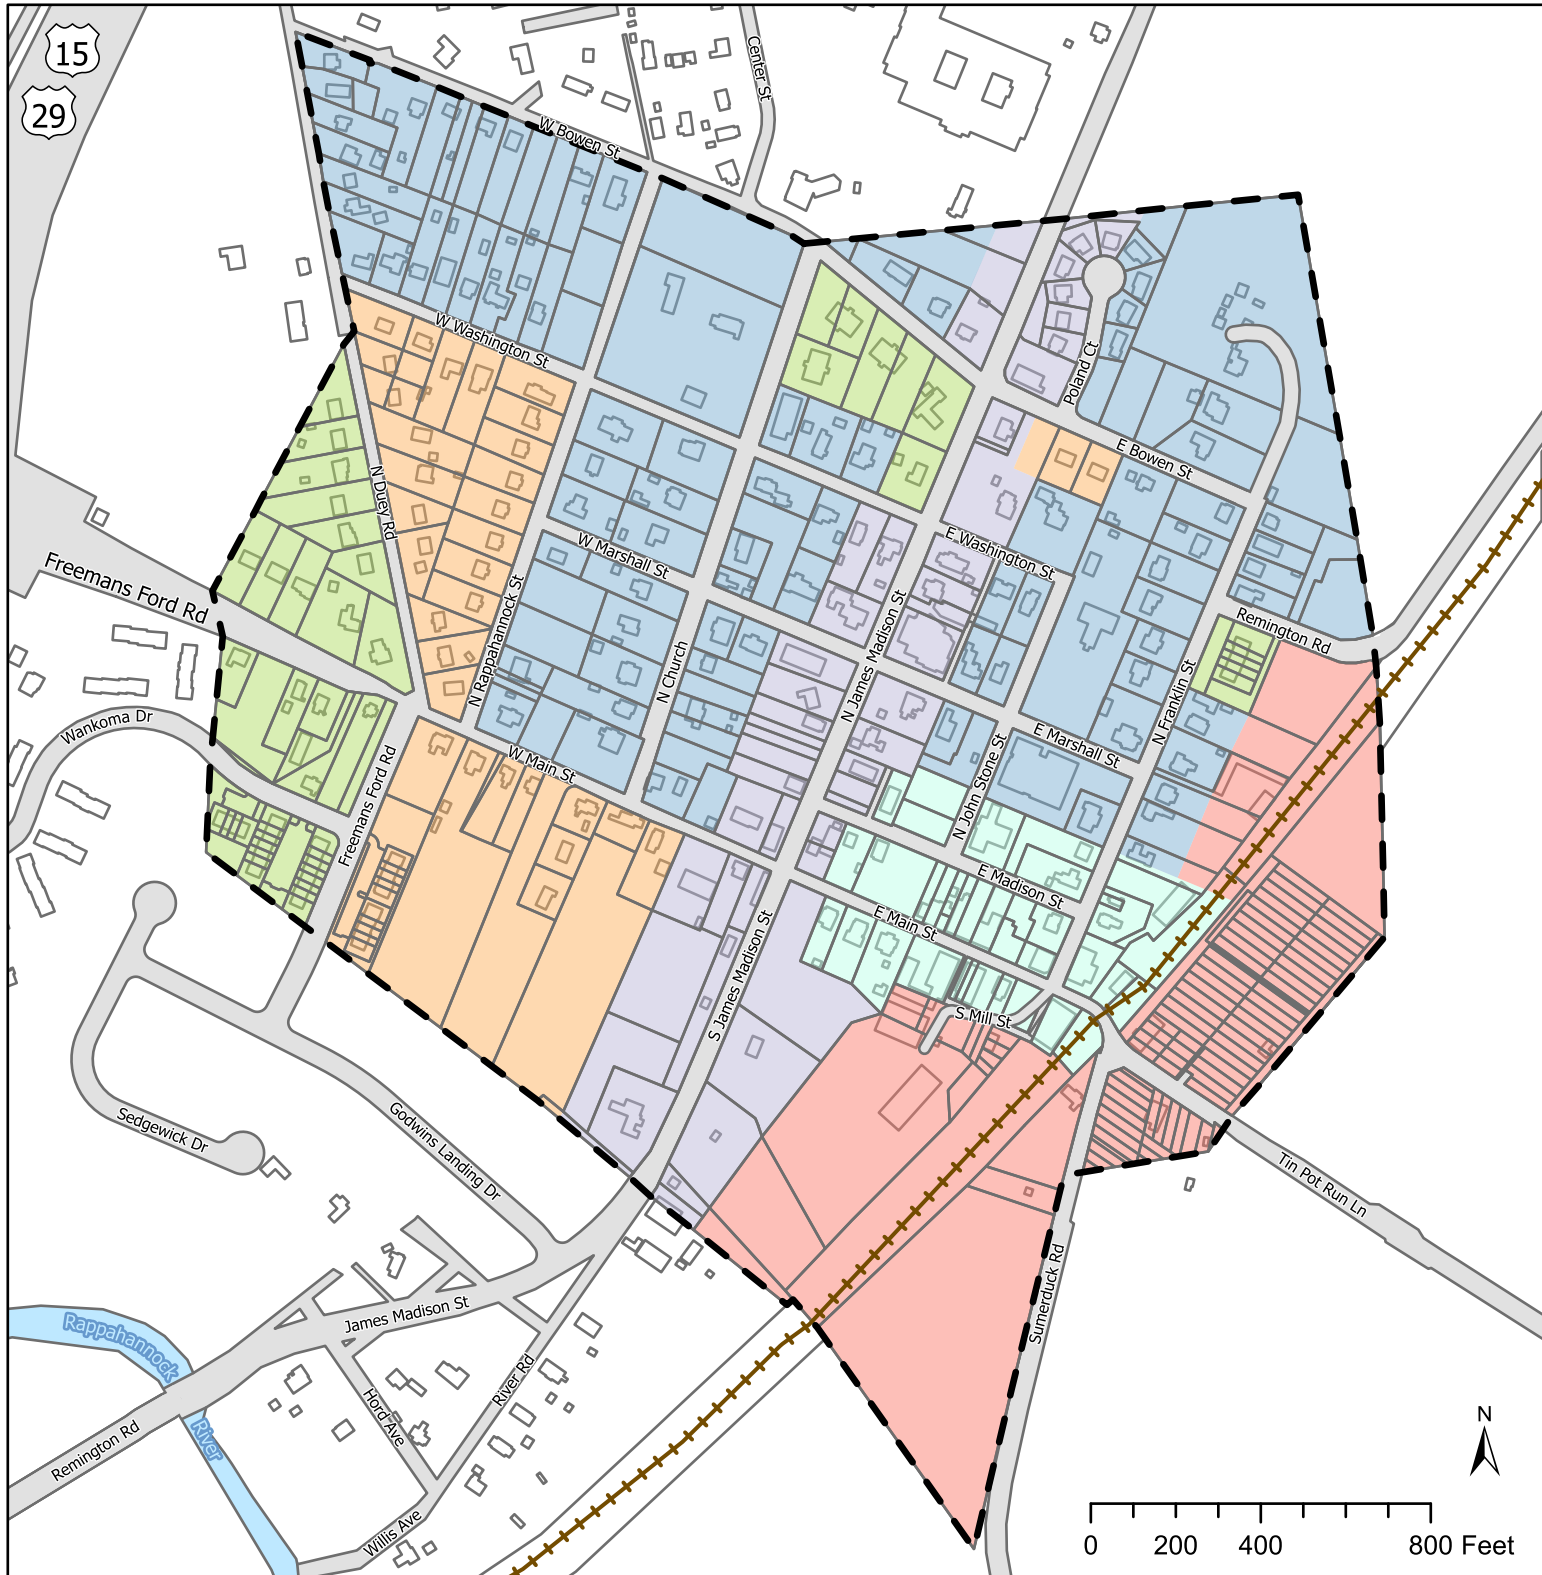 15
29
Center St
W Bowen St
W Washington St
Poland Ct
E Bowen St
N Duey Rd
Freemans Ford Rd
W Marshall St
E Washington St
N Rappahannock St
N Church
N James Madison St
Remington Rd
N Franklin St
Wankoma Dr
W Main St
E Marshall St
N John Stone St
Freemans Ford Rd
E Madison St
E Main St
S James Madison St
S Mill St
Sedgewick Dr
Godwins Landing Dr
Tin Pot Run Ln
Sumerduck Rd
James Madison St
Rappahannock
River
River Rd
Hord Ave
Remington Rd
Willis Ave
N
0 200 400 800 Feet